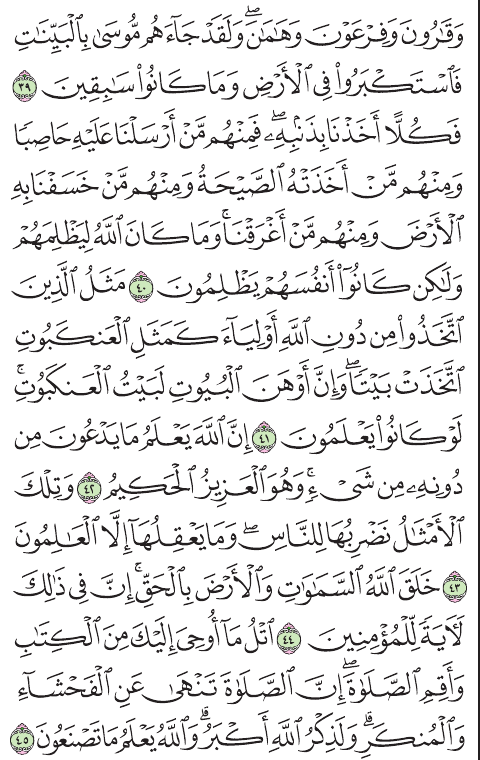 وَقَٰرُونَ وَفِرْعَوْنَ وَهَٰمَٰنَۖ وَلَقَدْ جَآءَهُم مُّوسَىٰ بِٱلْبَيِّنَٰتِ
فَٱسْتَكْبَرُوا۟ فِى ٱلْأَرْضِ وَمَا كَانُوا۟ سَٰبِقِينَ ٣٩
فَكُلًّا أَخَذْنَا بِذَنۢبِهِۦۖ فَمِنْهُم مَّنْ أَرْسَلْنَا عَلَيْهِ حَاصِبًا
وَمِنْهُم مَّنْ أَخَذَتْهُ ٱلصَّيْحَةُ وَمِنْهُم مَّنْ خَسَفْنَا بِهِ
ٱلْأَرْضَ وَمِنْهُم مَّنْ أَغْرَقْنَاۚ وَمَا كَانَ ٱللَّهُ لِيَظْلِمَهُمْ
وَلَٰكِن كَانُوٓا۟ أَنفُسَهُمْ يَظْلِمُونَ ٤٠ مَثَلُ ٱلَّذِينَ
ٱتَّخَذُوا۟ مِن دُونِ ٱللَّهِ أَوْلِيَآءَ كَمَثَلِ ٱلْعَنكَبُوتِ
ٱتَّخَذَتْ بَيْتًاۖ وَإِنَّ أَوْهَنَ ٱلْبُيُوتِ لَبَيْتُ ٱلْعَنكَبُوتِۚ
لَوْ كَانُوا۟ يَعْلَمُونَ ٤١ إِنَّ ٱللَّهَ يَعْلَمُ مَا يَدْعُونَ مِن
دُونِهِۦ مِن شَىْءٍۚ وَهُوَ ٱلْعَزِيزُ ٱلْحَكِيمُ ٤٢ وَتِلْكَ
ٱلْأَمْثَٰلُ نَضْرِبُهَا لِلنَّاسِۖ وَمَا يَعْقِلُهَآ إِلَّا ٱلْعَٰلِمُونَ
٤٣ خَلَقَ ٱللَّهُ ٱلسَّمَٰوَٰتِ وَٱلْأَرْضَ بِٱلْحَقِّۚ إِنَّ فِى ذَٰلِكَ
لَءَايَةً لِّلْمُؤْمِنِينَ ٤٤ ٱتْلُ مَآ أُوحِىَ إِلَيْكَ مِنَ ٱلْكِتَٰبِ
وَأَقِمِ ٱلصَّلَوٰةَۖ إِنَّ ٱلصَّلَوٰةَ تَنْهَىٰ عَنِ ٱلْفَحْشَآءِ
وَٱلْمُنكَرِۗ وَلَذِكْرُ ٱللَّهِ أَكْبَرُۗ وَٱللَّهُ يَعْلَمُ مَا تَصْنَعُونَ ٤٥